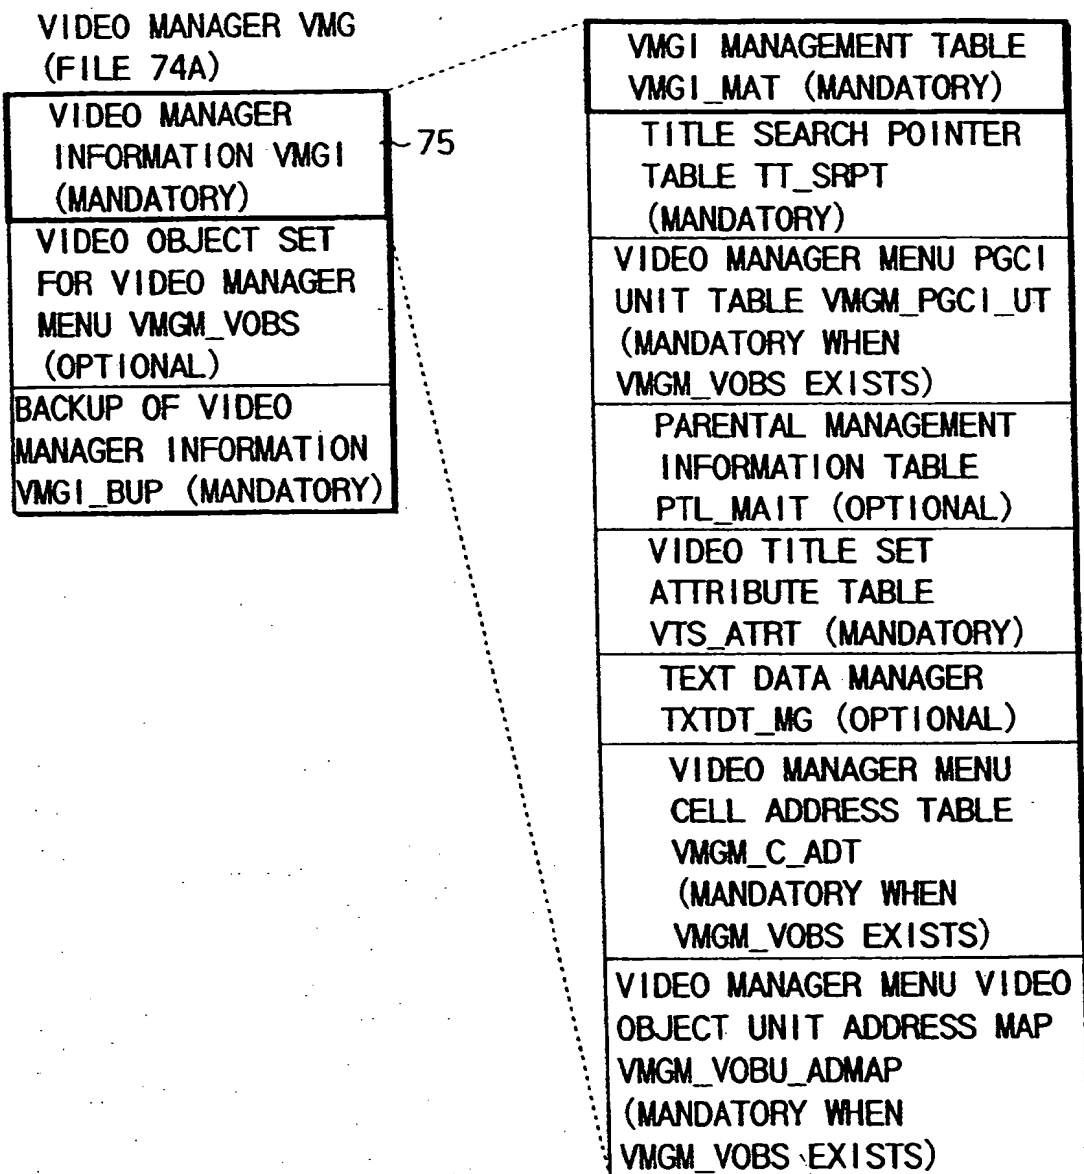 VIDEO MANAGER VMG
(FILE 74A)
VIDEO MANAGER
INFORMATION VMGI
(MANDATORY)
75
VIDEO OBJECT SET
FOR VIDEO MANAGER
MENU VMGM_VOBS
(OPTIONAL)
BACKUP OF VIDEO
MANAGER INFORMATION
VMGI_BUP (MANDATORY)
VMGI MANAGEMENT TABLE
VMGI_MAT (MANDATORY)
TITLE SEARCH POINTER
TABLE TT_SRPT
(MANDATORY)
VIDEO MANAGER MENU PGCI
UNIT TABLE VMGM_PGCI_UT
(MANDATORY WHEN
VMGM_VOBS EXISTS)
PARENTAL MANAGEMENT
INFORMATION TABLE
PTL_MAIT (OPTIONAL)
VIDEO TITLE SET
ATTRIBUTE TABLE
VTS_ATRT (MANDATORY)
TEXT DATA MANAGER
TXTDT_MG (OPTIONAL)
VIDEO MANAGER MENU
CELL ADDRESS TABLE
VMGM_C_ADT
(MANDATORY WHEN
VMGM_VOBS EXISTS)
VIDEO MANAGER MENU VIDEO
OBJECT UNIT ADDRESS MAP
VMGM_VOBU_ADMAP
(MANDATORY WHEN
VMGM_VOBS EXISTS)